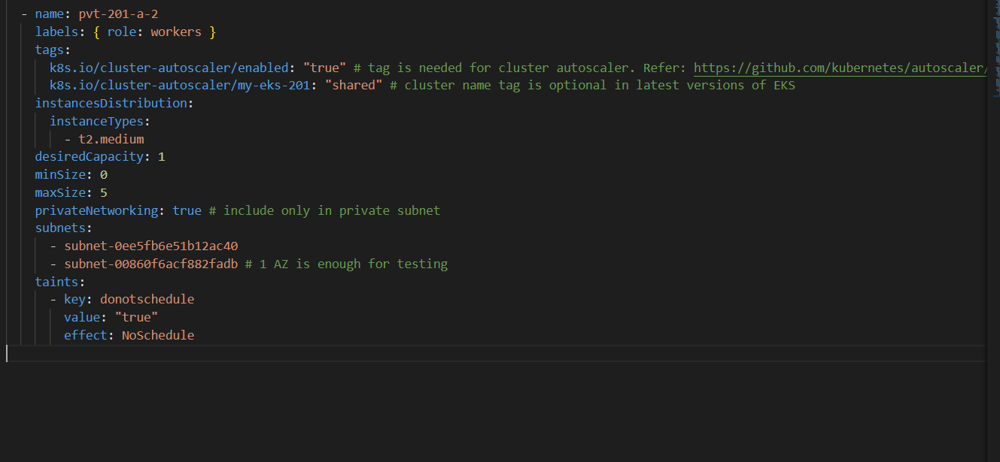 - name: pvt-201-a-2
labels: { role: workers }
tags:
k8s.io/cluster-autoscaler/enabled: "true" # tag is needed for cluster autoscaler. Refer: https://github.com/kubernetes/autoscaler/
k8s.io/cluster-autoscaler/my-eks-201: "shared" # cluster name tag is optional in latest versions of EKS
instancesDistribution:
instanceTypes:
- t2.medium
desiredCapacity: 1
minSize: 0
maxSize: 5
privateNetworking: true # include only in private subnet
subnets:
- subnet-0ee5fb6e51b12ac40
- subnet-00860f6acf882fadb # 1 AZ is enough for testing
taints:
- key: donotschedule
value: "true"
effect: NoSchedule